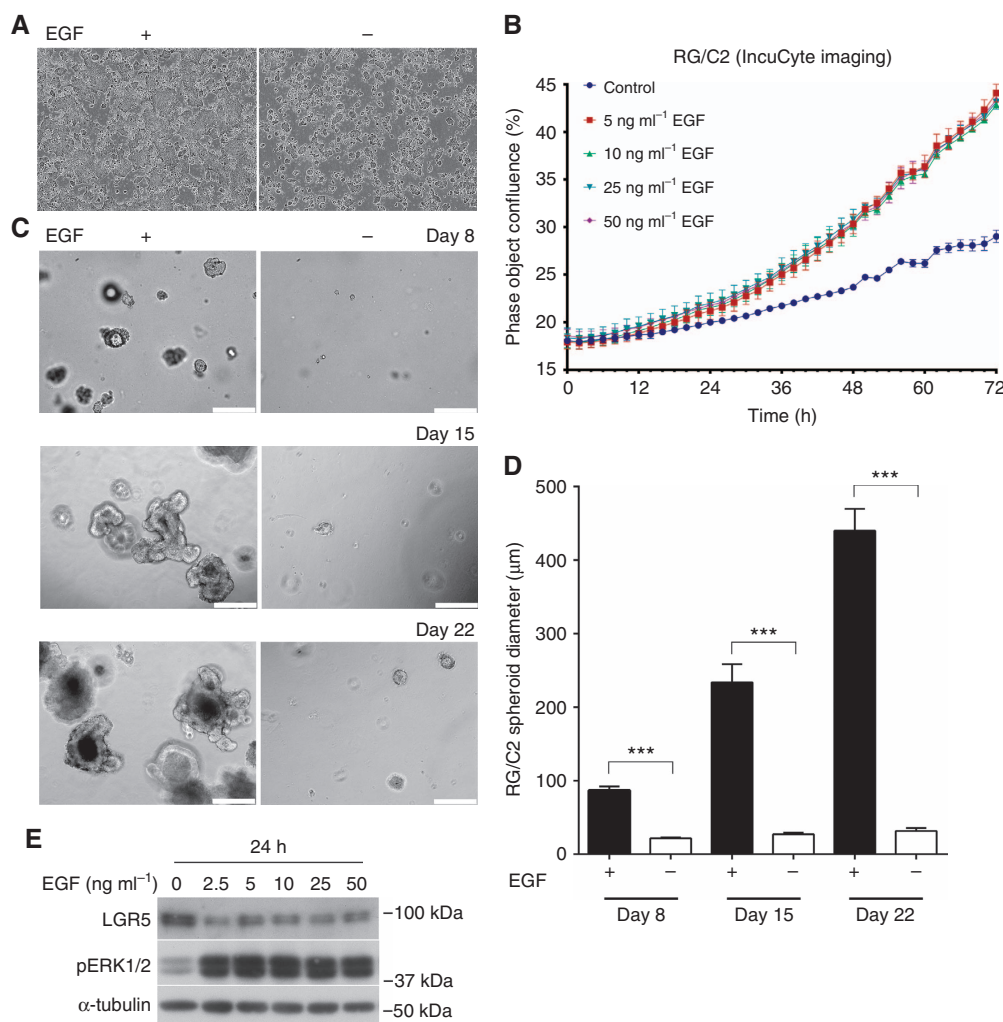 A
EGF + –
B
RG/C2 (IncuCyte imaging)
Phase object confluence (%)
45
40
35
30
25
20
15
Control
5 ng ml⁻¹ EGF
10 ng ml⁻¹ EGF
25 ng ml⁻¹ EGF
50 ng ml⁻¹ EGF
0 12 24 36 48 60 72
Time (h)
C
EGF + – Day 8
Day 15
Day 22
D
RG/C2 spheroid diameter (μm)
500
400
300
200
100
0
*** *** ***
EGF + – + – + –
Day 8 Day 15 Day 22
E
24 h
EGF (ng ml⁻¹) 0 2.5 5 10 25 50
LGR5 –100 kDa
pERK1/2 –37 kDa
α-tubulin –50 kDa